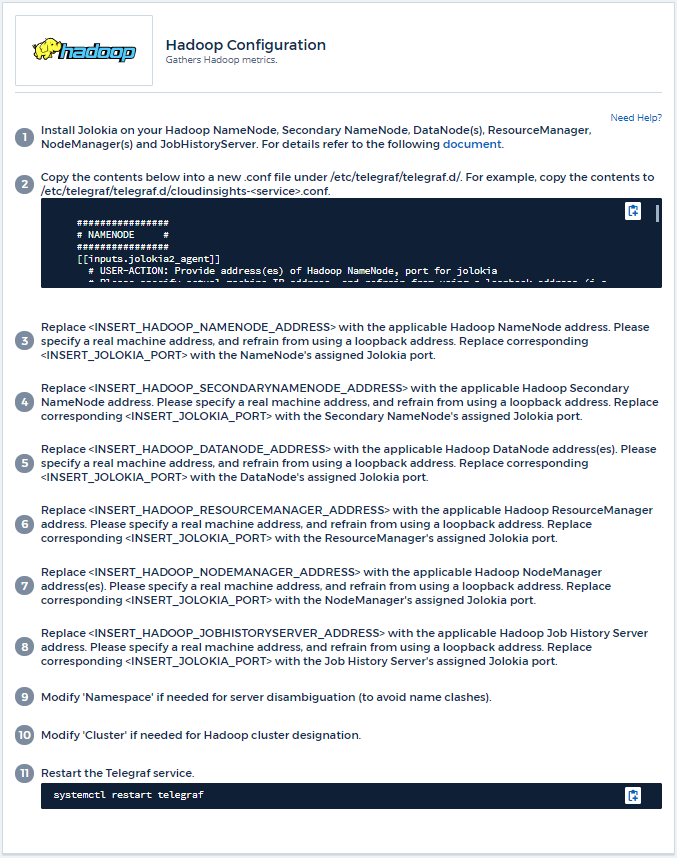 hadoop
Hadoop Configuration
Gathers Hadoop metrics.
Need Help?
1
Install Jolokia on your Hadoop NameNode, Secondary NameNode, DataNode(s), ResourceManager,
NodeManager(s) and JobHistoryServer. For details refer to the following document.
2
Copy the contents below into a new .conf file under /etc/telegraf/telegraf.d/. For example, copy the contents to
/etc/telegraf/telegraf.d/cloudinsights-<service>.conf.
################
# NAMENODE #
################
[[inputs.jolokia2_agent]]
# USER-ACTION: Provide address(es) of Hadoop NameNode, port for jolokia
# Please specify actual machine IP address, and refrain from using a loopback address (i.e.
3
Replace <INSERT_HADOOP_NAMENODE_ADDRESS> with the applicable Hadoop NameNode address. Please
specify a real machine address, and refrain from using a loopback address. Replace corresponding
<INSERT_JOLOKIA_PORT> with the NameNode's assigned Jolokia port.
4
Replace <INSERT_HADOOP_SECONDARYNAMENODE_ADDRESS> with the applicable Hadoop Secondary
NameNode address. Please specify a real machine address, and refrain from using a loopback address. Replace
corresponding <INSERT_JOLOKIA_PORT> with the Secondary NameNode's assigned Jolokia port.
5
Replace <INSERT_HADOOP_DATANODE_ADDRESS> with the applicable Hadoop DataNode address(es). Please
specify a real machine address, and refrain from using a loopback address. Replace corresponding
<INSERT_JOLOKIA_PORT> with the DataNode's assigned Jolokia port.
6
Replace <INSERT_HADOOP_RESOURCEMANAGER_ADDRESS> with the applicable Hadoop ResourceManager
address. Please specify a real machine address, and refrain from using a loopback address. Replace
corresponding <INSERT_JOLOKIA_PORT> with the ResourceManager's assigned Jolokia port.
7
Replace <INSERT_HADOOP_NODEMANAGER_ADDRESS> with the applicable Hadoop NodeManager
address(es). Please specify a real machine address, and refrain from using a loopback address. Replace
corresponding <INSERT_JOLOKIA_PORT> with the NodeManager's assigned Jolokia port.
8
Replace <INSERT_HADOOP_JOBHISTORYSERVER_ADDRESS> with the applicable Hadoop Job History Server
address. Please specify a real machine address, and refrain from using a loopback address. Replace
corresponding <INSERT_JOLOKIA_PORT> with the Job History Server's assigned Jolokia port.
9
Modify 'Namespace' if needed for server disambiguation (to avoid name clashes).
10
Modify 'Cluster' if needed for Hadoop cluster designation.
11
Restart the Telegraf service.
systemctl restart telegraf